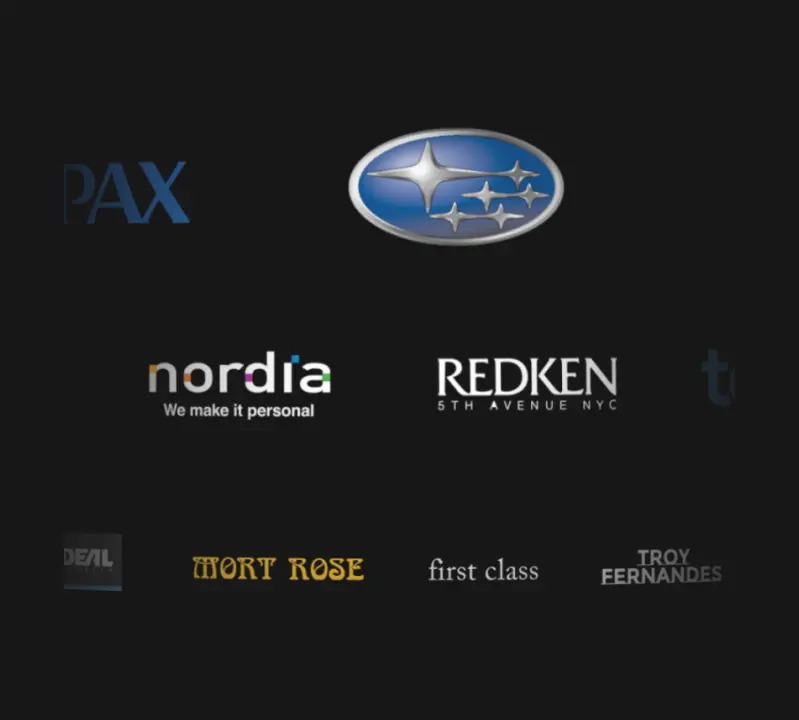 PAX
nordia
We make it personal
REDKEN
5TH AVENUE NYC
DEAL
MORT ROSE
first class
TROY
FERNANDES